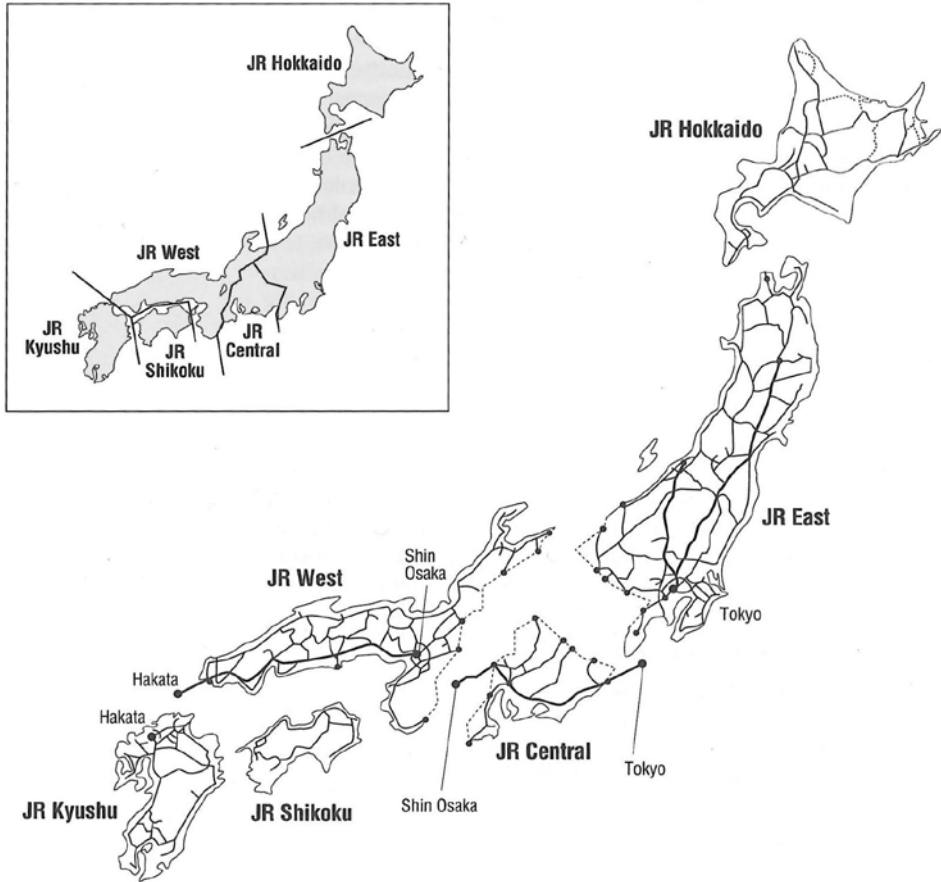 JR Hokkaido
JR East
JR West
JR
Kyushu
JR
Shikoku
JR
Central
JR Hokkaido
JR East
Tokyo
JR West
Shin
Osaka
Hakata
Hakata
JR Kyushu
JR Shikoku
JR Central
Shin Osaka
Tokyo